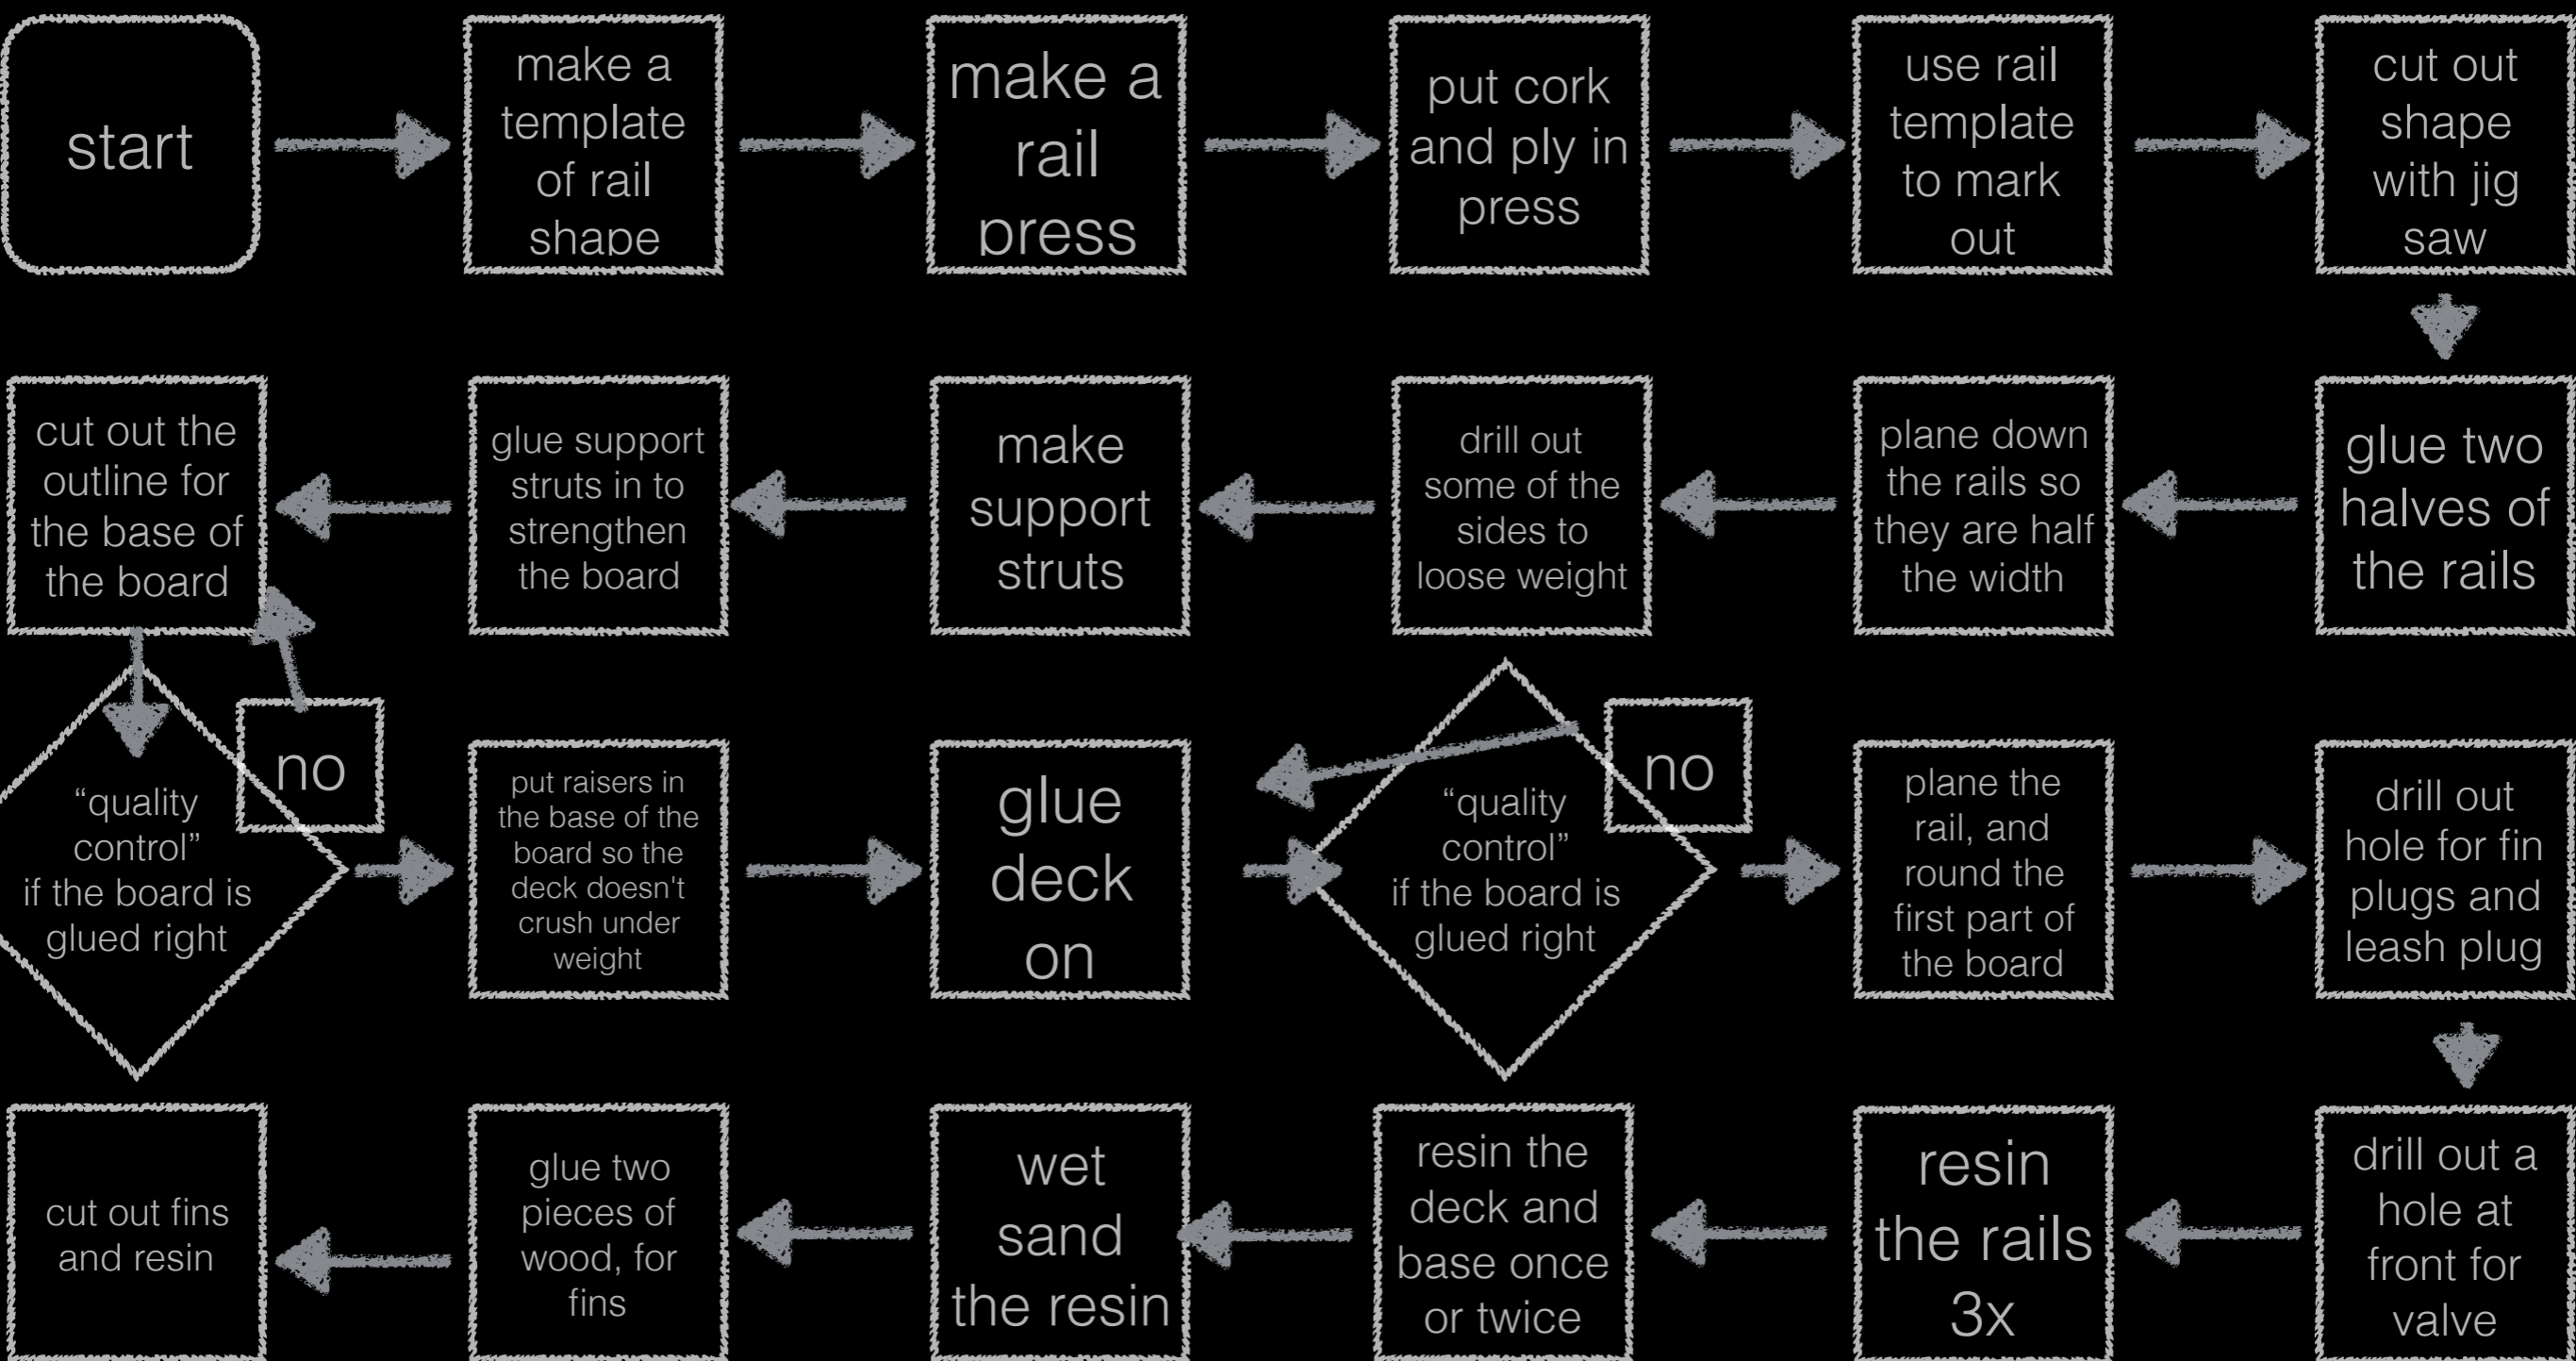 start
make a
template
of rail
shape
make a
rail
press
put cork
and ply in
press
use rail
template
to mark
out
cut out
shape
with jig
saw
cut out the
outline for
the base of
the board
glue support
struts in to
strengthen
the board
make
support
struts
drill out
some of the
sides to
loose weight
plane down
the rails so
they are half
the width
glue two
halves of
the rails
no
“quality
control”
if the board is
glued right
put raisers in
the base of the
board so the
deck doesn't
crush under
weight
glue
deck
on
no
“quality
control”
if the board is
glued right
plane the
rail, and
round the
first part of
the board
drill out
hole for fin
plugs and
leash plug
cut out fins
and resin
glue two
pieces of
wood, for
fins
wet
sand
the resin
resin the
deck and
base once
or twice
resin
the rails
3x
drill out a
hole at
front for
valve